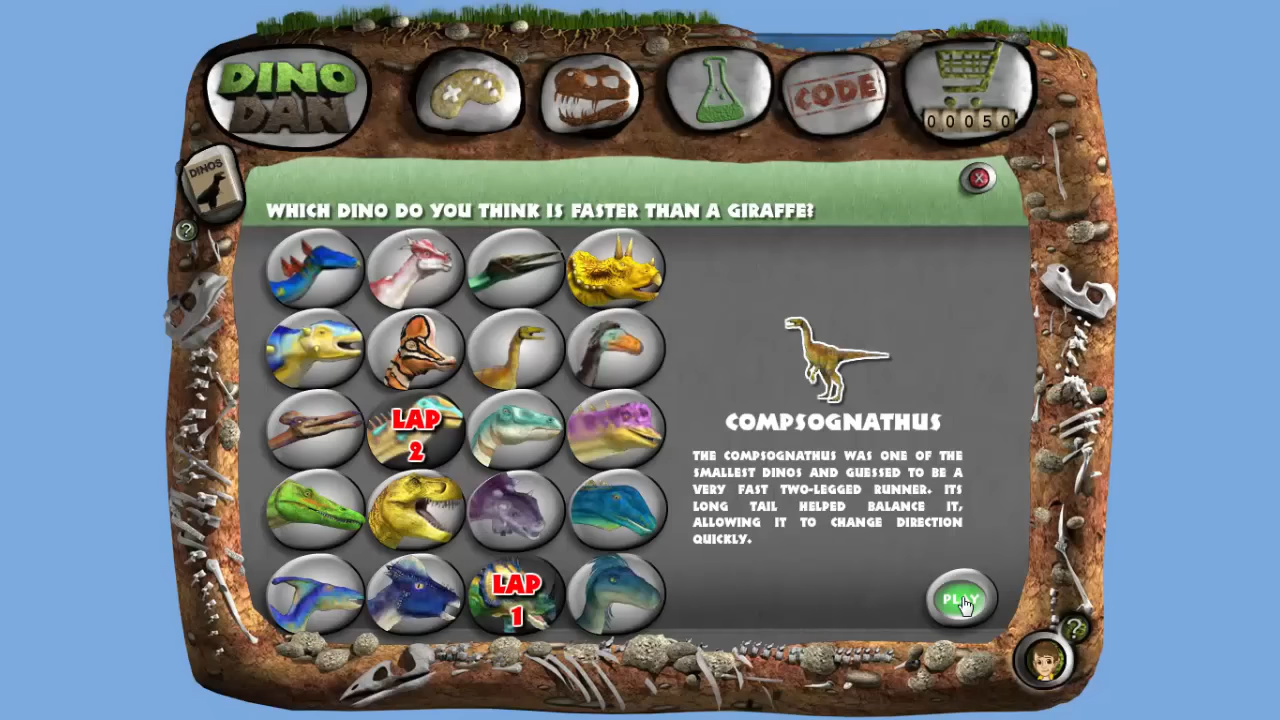 DINO
DAN
CODE
00050
DINOS
?
WHICH DINO DO YOU THINK IS FASTER THAN A GIRAFFE?
LAP
2
LAP
1
COMPSOGNATHUS
THE COMPSOGNATHUS WAS ONE OF THE
SMALLEST DINOS AND GUESSED TO BE A
VERY FAST TWO-LEGGED RUNNER. ITS
LONG TAIL HELPED BALANCE IT,
ALLOWING IT TO CHANGE DIRECTION
QUICKLY.
PLAY
?